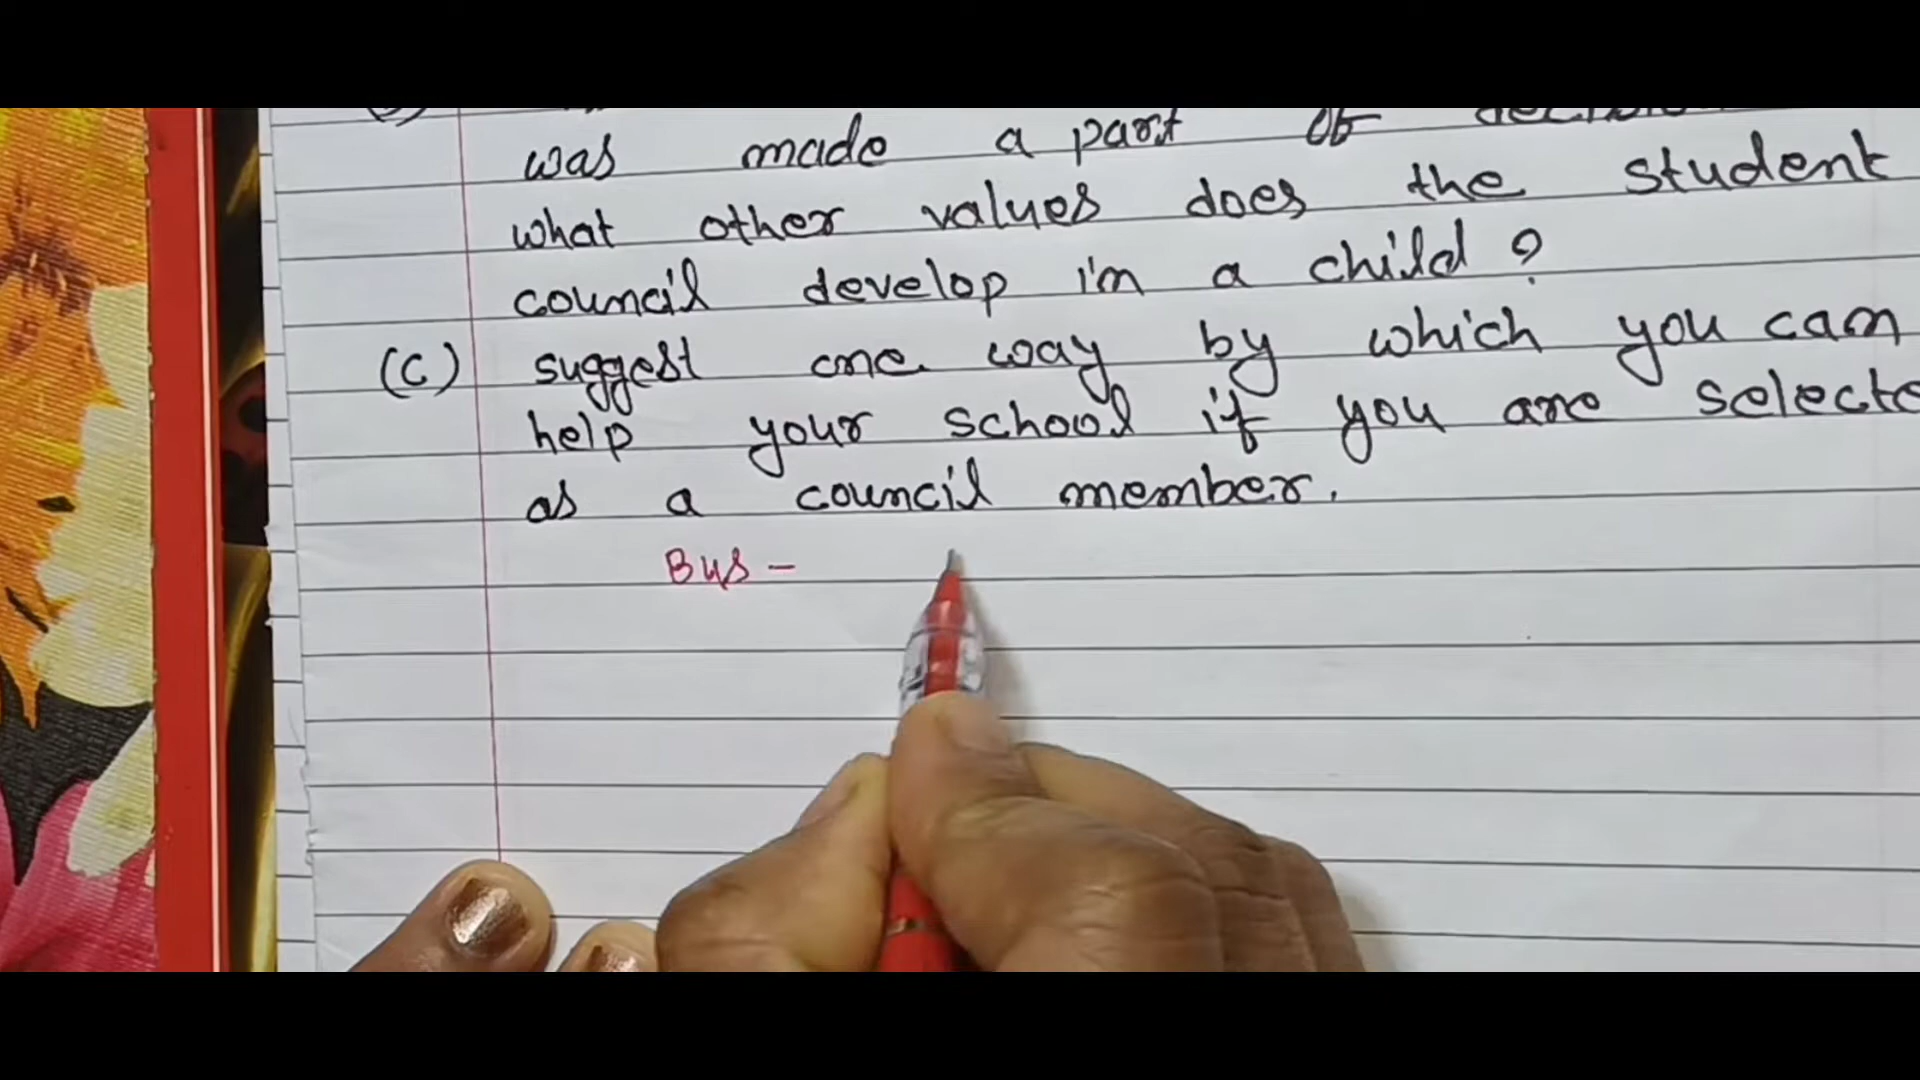 was made a part of decision
what other values does the student
council develop in a child?
(c) suggest one way by which you can
help your school if you are selecte
as a council member.
Bus -